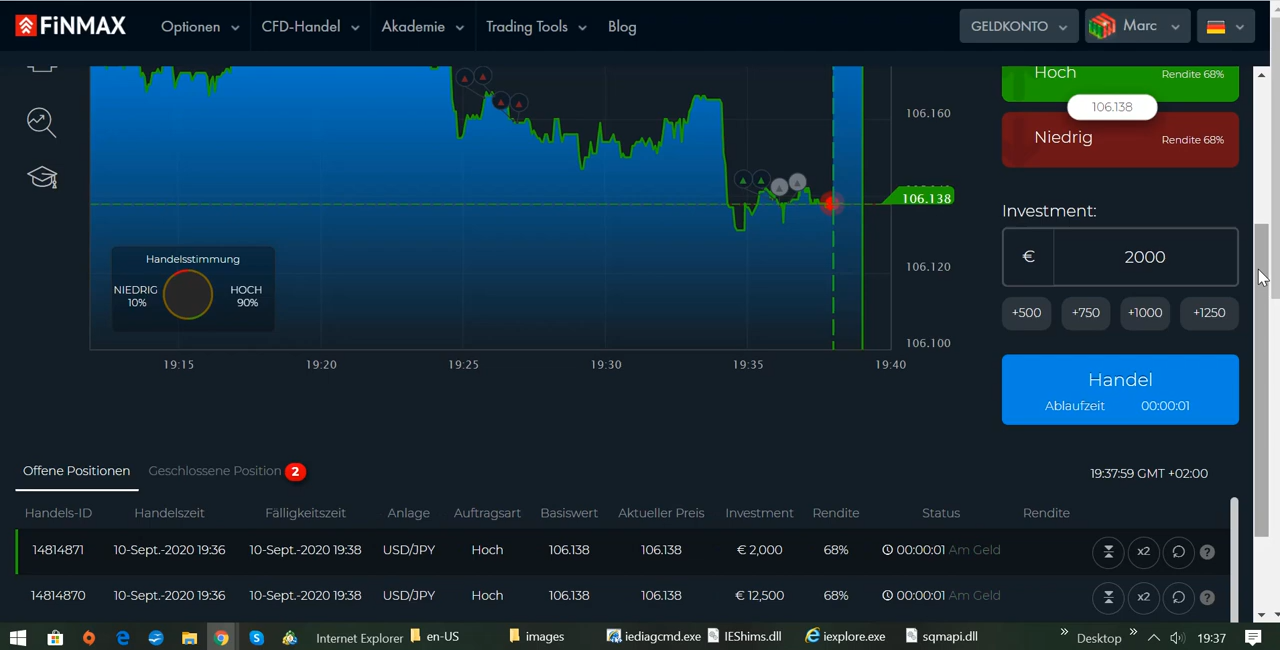 FiNMAX Optionen CFD-Handel Akademie Trading Tools Blog GELDKONTO Marc
Hoch Rendite 68%
106.138
Niedrig Rendite 68%
106.160
106.138
106.120
106.100
Handelsstimmung
NIEDRIG 10% HOCH 90%
19:15 19:20 19:25 19:30 19:35 19:40
Investment:
€ 2000
+500 +750 +1000 +1250
Handel
Ablaufzeit 00:00:01
Offene Positionen Geschlossene Position 2 19:37:59 GMT +02:00
Handels-ID Handelszeit Fälligkeitszeit Anlage Auftragsart Basiswert Aktueller Preis Investment Rendite Status Rendite
14814871 10-Sept.-2020 19:36 10-Sept.-2020 19:38 USD/JPY Hoch 106.138 106.138 € 2,000 68% 00:00:01 Am Geld x2 ?
14814870 10-Sept.-2020 19:36 10-Sept.-2020 19:38 USD/JPY Hoch 106.138 106.138 € 12,500 68% 00:00:01 Am Geld x2 ?
Internet Explorer en-US images iediagcmd.exe IEShims.dll iexplore.exe sqmapi.dll » Desktop » 19:37